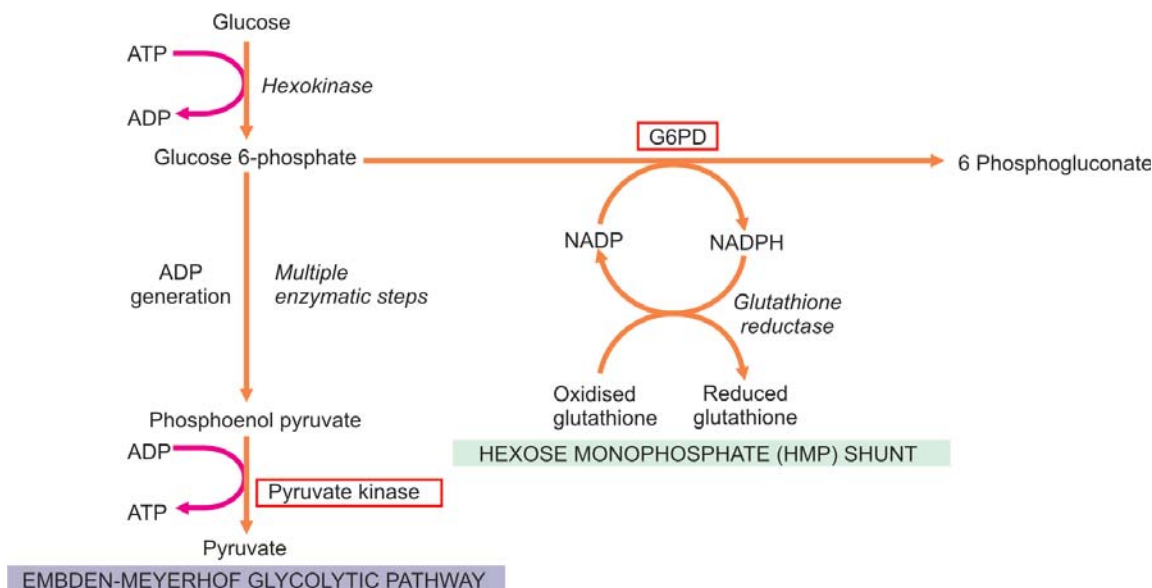 Glucose
ATP
Hexokinase
ADP
G6PD
Glucose 6-phosphate
6 Phosphogluconate
NADP
NADPH
ADP
generation
Multiple
enzymatic steps
Glutathione
reductase
Oxidised
glutathione
Reduced
glutathione
Phosphoenol pyruvate
ADP
HEXOSE MONOPHOSPHATE (HMP) SHUNT
Pyruvate kinase
ATP
Pyruvate
EMBDEN-MEYERHOF GLYCOLYTIC PATHWAY